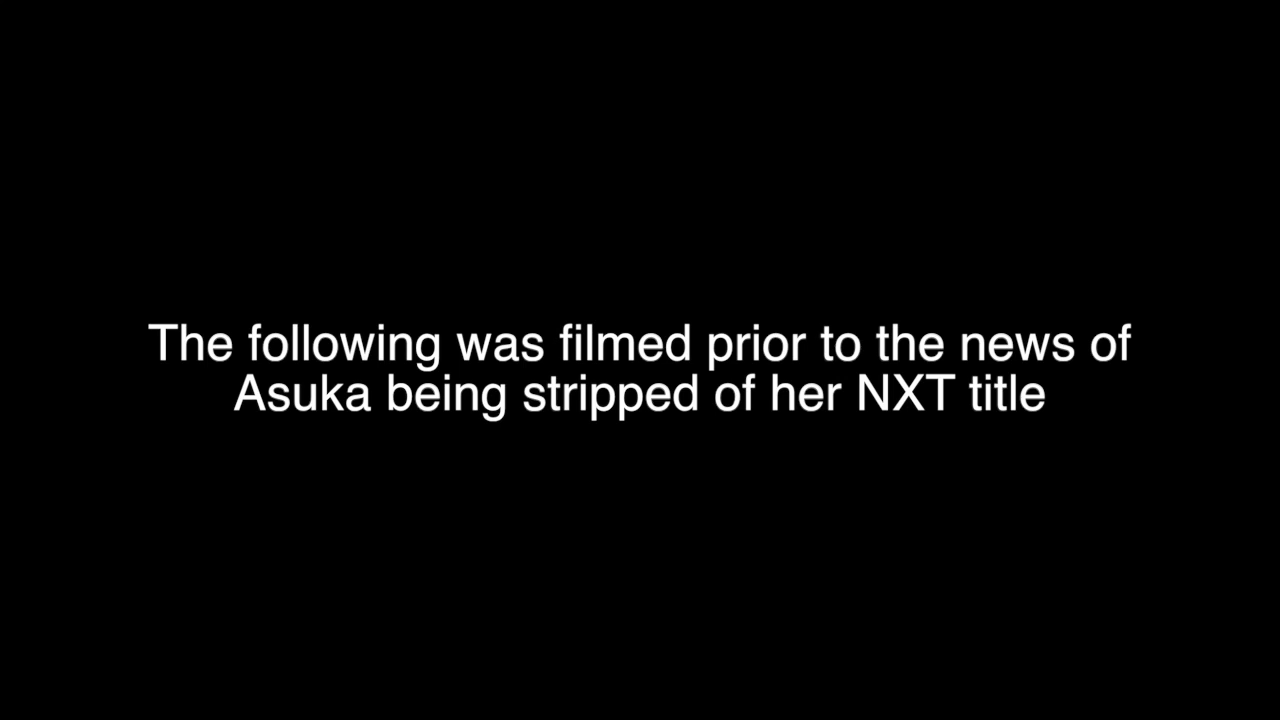 The following was filmed prior to the news of
Asuka being stripped of her NXT title